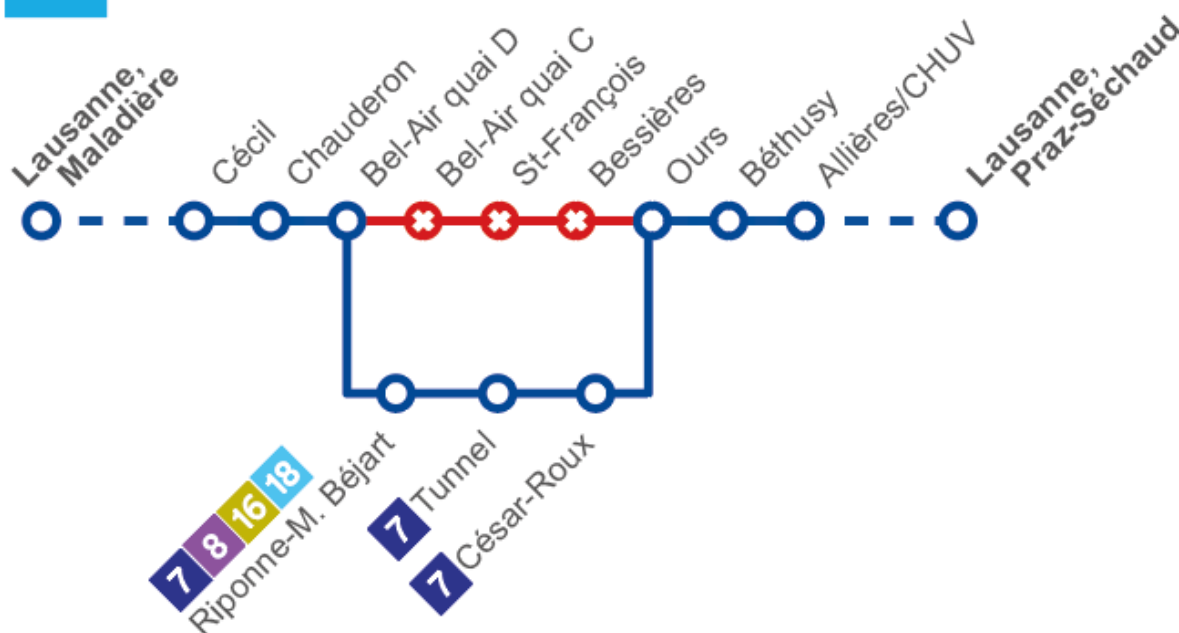 Lausanne,
Maladière
Cécil
Chauderon
Bel-Air quai D
Bel-Air quai C
St-François
Bessières
Ours
Béthusy
Allières/CHUV
Lausanne,
Praz-Séchaud
7 8 16 18
Riponne-M. Béjart
7 Tunnel
7 César-Roux